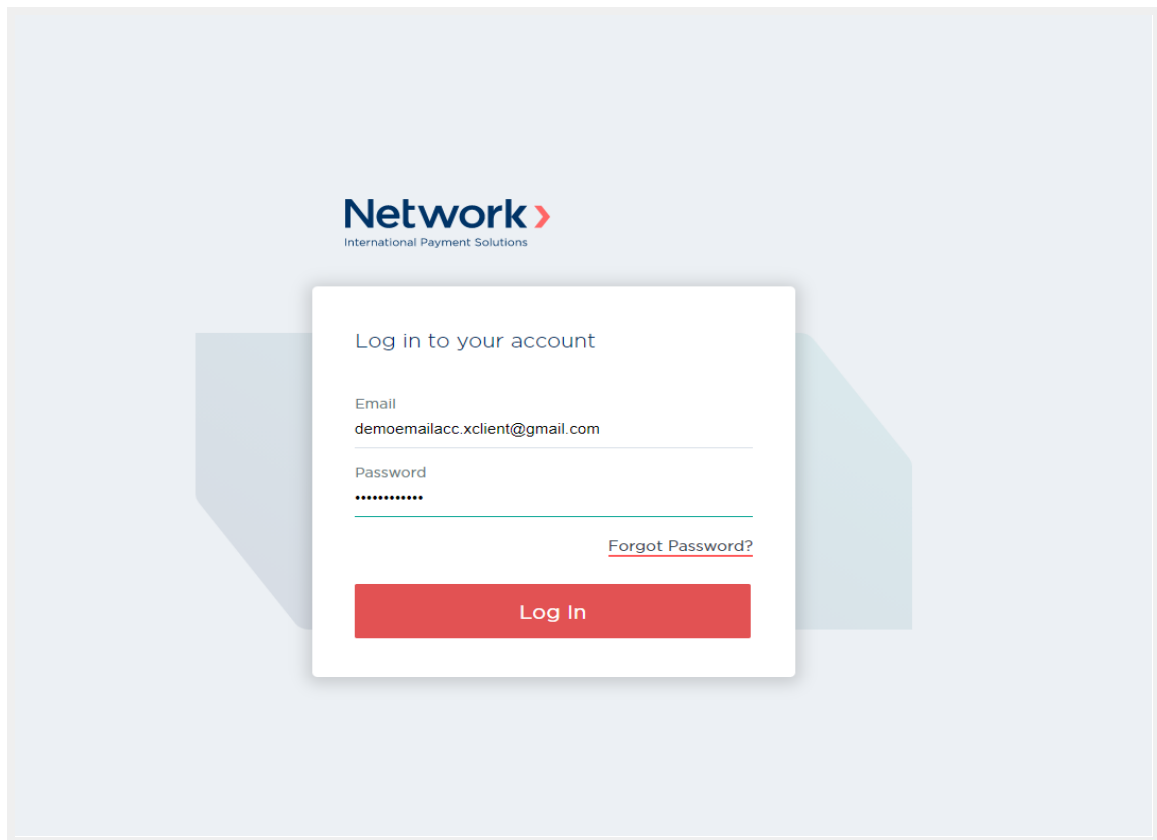 Network
International Payment Solutions
Log in to your account
Email
demoemailacc.xclient@gmail.com
Password
••••••••••••
Forgot Password?
Log In